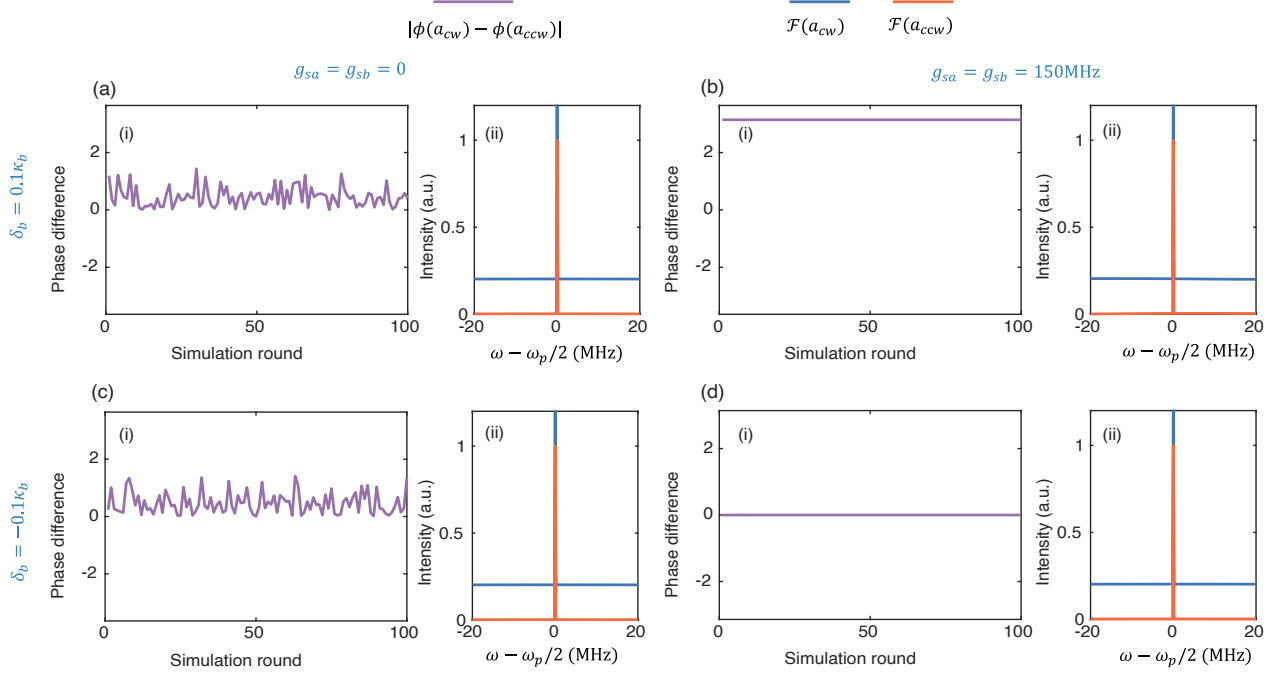 |ϕ(a_cw) − ϕ(a_ccw)|
ℱ(a_cw)
ℱ(a_ccw)
g_sa = g_sb = 0
g_sa = g_sb = 150MHz
δ_b = 0.1κ_b
(a)
(i)
2
0
-2
Phase difference
0
50
100
Simulation round
(ii)
1
0.5
0
Intensity (a.u.)
-20
0
20
ω − ω_p/2 (MHz)
(b)
(i)
2
0
-2
Phase difference
0
50
100
Simulation round
(ii)
1
0.5
0
Intensity (a.u.)
-20
0
20
ω − ω_p/2 (MHz)
δ_b = −0.1κ_b
(c)
(i)
2
0
-2
Phase difference
0
50
100
Simulation round
(ii)
1
0.5
0
Intensity (a.u.)
-20
0
20
ω − ω_p/2 (MHz)
(d)
(i)
2
0
-2
Phase difference
0
50
100
Simulation round
(ii)
1
0.5
0
Intensity (a.u.)
-20
0
20
ω − ω_p/2 (MHz)